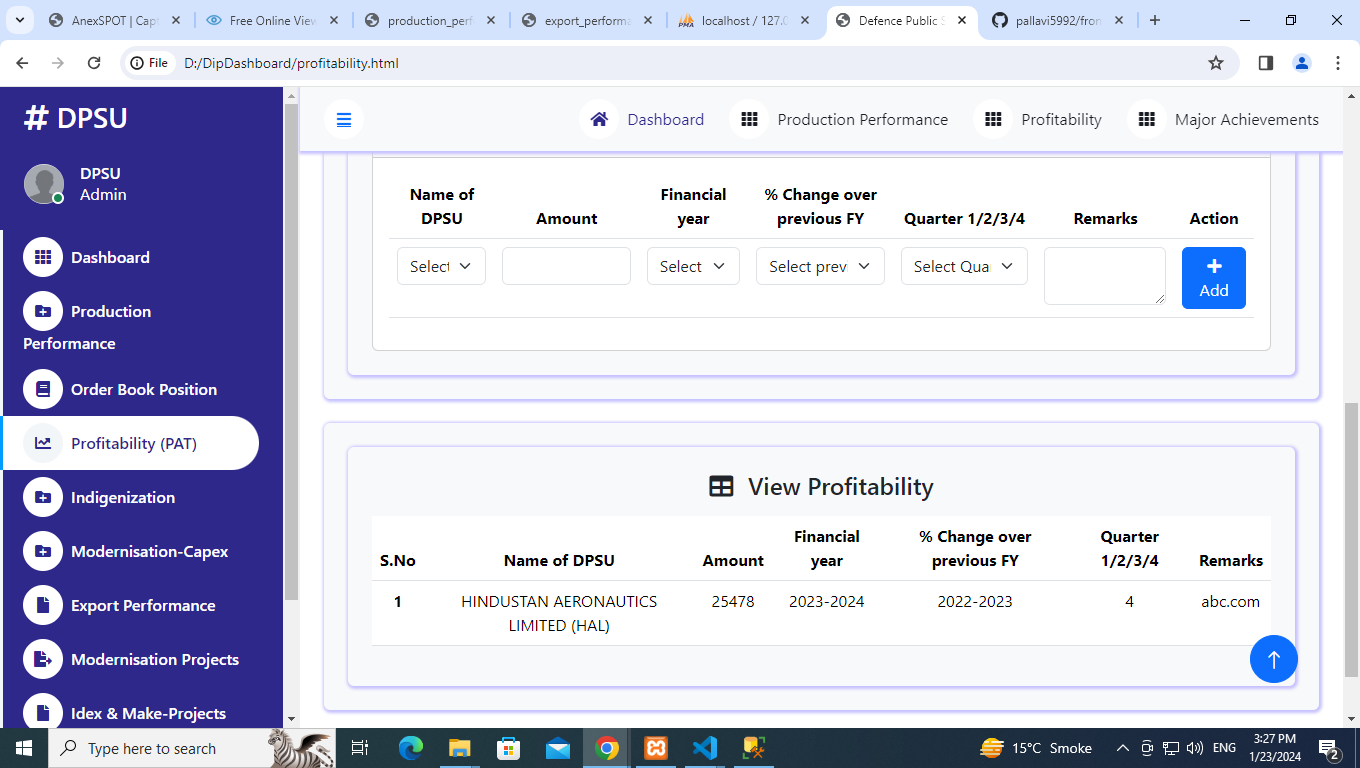 AnexSPOT | Capt
Free Online View
production_perf
export_performa
localhost / 127.0
Defence Public S
pallavi5992/fron
File
D:/DipDashboard/profitability.html
# DPSU
DPSU
Admin
Dashboard
Production
Performance
Order Book Position
Profitability (PAT)
Indigenization
Modernisation-Capex
Export Performance
Modernisation Projects
Idex & Make-Projects
Dashboard
Production Performance
Profitability
Major Achievements
Name of
DPSU
Amount
Financial
year
% Change over
previous FY
Quarter 1/2/3/4
Remarks
Action
Select
Select
Select previ
Select Qua
Add
View Profitability
S.No
Name of DPSU
Amount
Financial
year
% Change over
previous FY
Quarter
1/2/3/4
Remarks
1
HINDUSTAN AERONAUTICS
LIMITED (HAL)
25478
2023-2024
2022-2023
4
abc.com
Type here to search
15°C Smoke
ENG
3:27 PM
1/23/2024
2